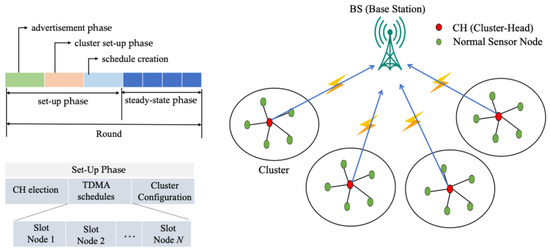 advertisement phase
cluster set-up phase
schedule creation
set-up phase
steady-state phase
Round
Set-Up Phase
CH election
TDMA
schedules
Cluster
Configuration
Slot
Node 1
Slot
Node 2
...
Slot
Node N
BS (Base Station)
CH (Cluster-Head)
Normal Sensor Node
Cluster